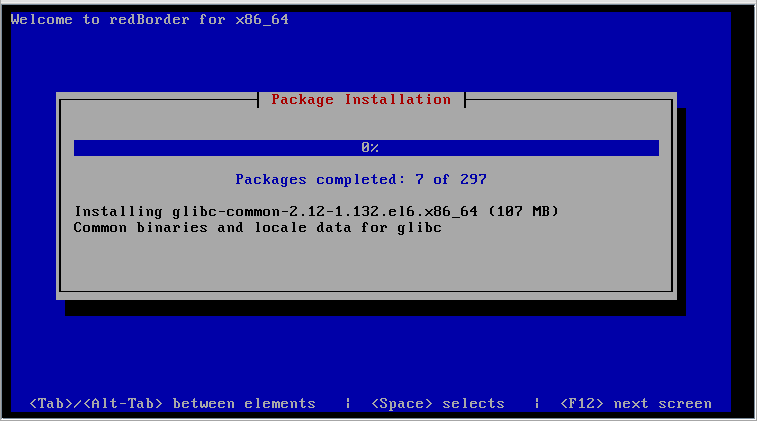 Welcome to redBorder for x86_64
Package Installation
0%
Packages completed: 7 of 297
Installing glibc-common-2.12-1.132.el6.x86_64 (107 MB)
Common binaries and locale data for glibc
<Tab>/<Alt-Tab> between elements | <Space> selects | <F12> next screen